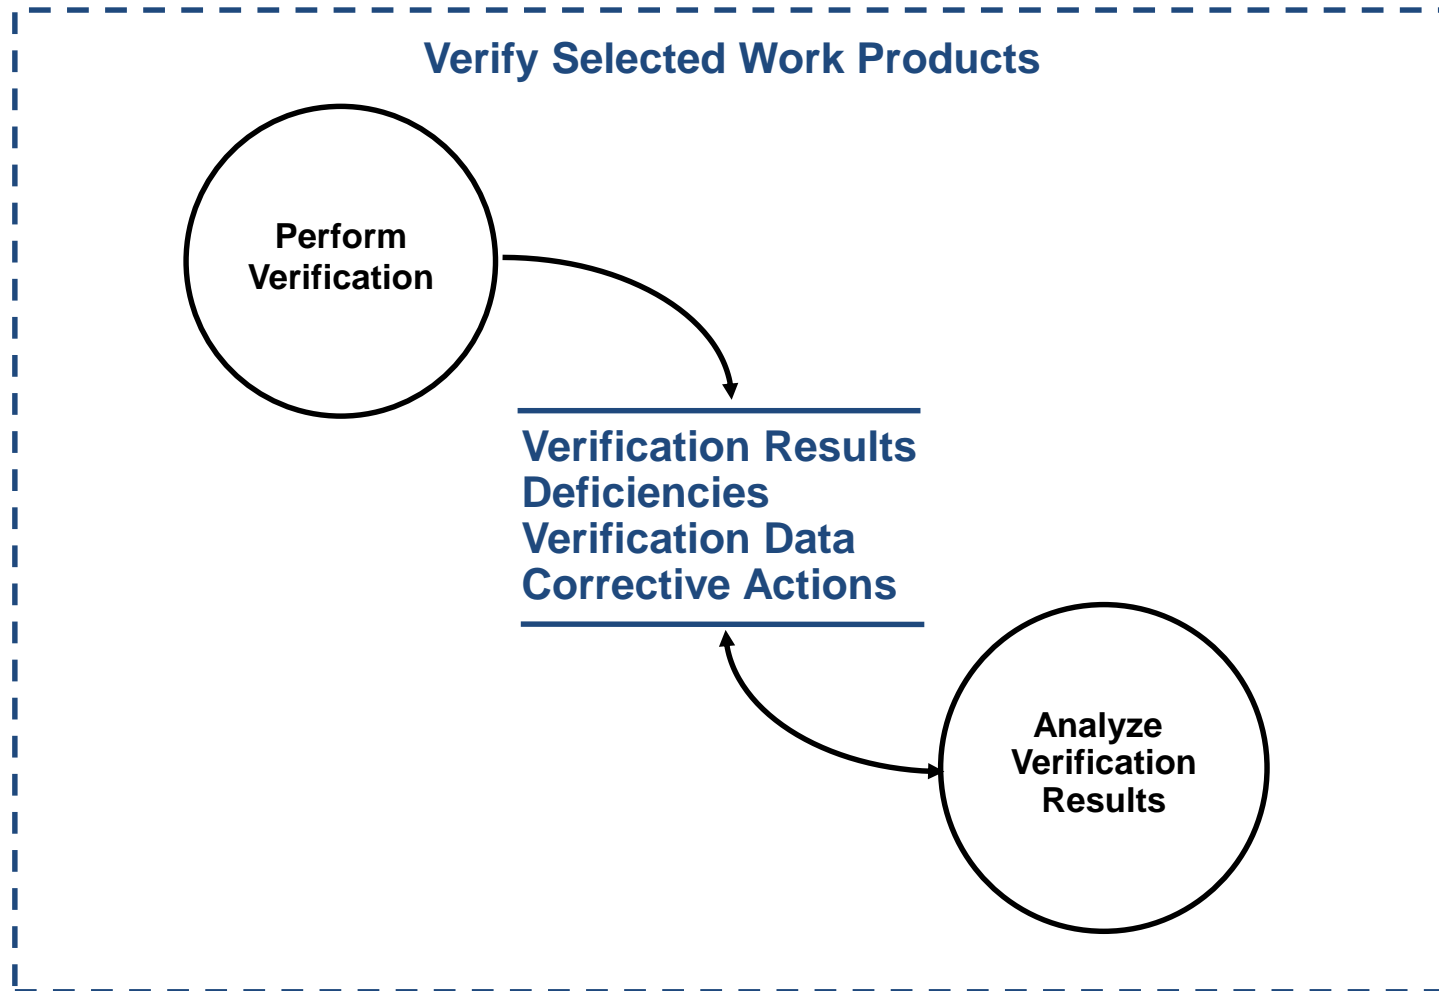 Verify Selected Work Products
Perform
Verification
Verification Results
Deficiencies
Verification Data
Corrective Actions
Analyze
Verification
Results